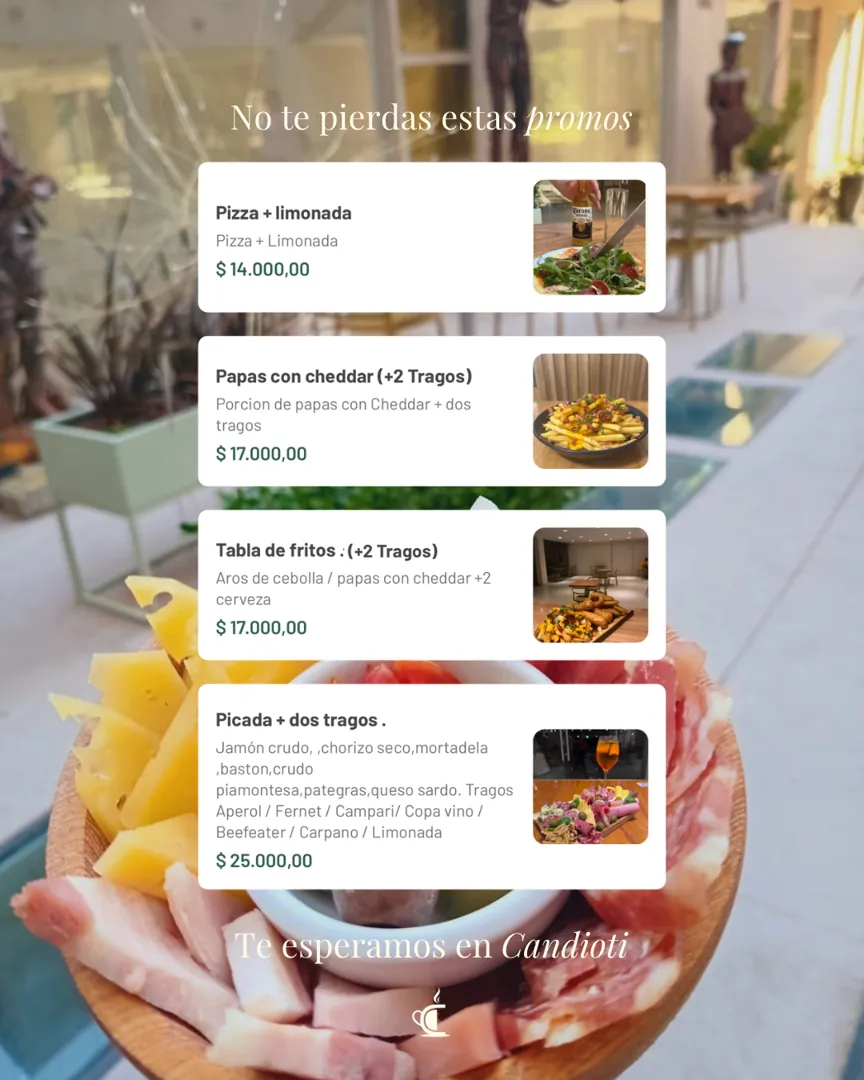 No te pierdas estas promos
Pizza + limonada
Pizza + Limonada
$ 14.000,00
Papas con cheddar (+2 Tragos)
Porcion de papas con Cheddar + dos
tragos
$ 17.000,00
Tabla de fritos . (+2 Tragos)
Aros de cebolla / papas con cheddar +2
cerveza
$ 17.000,00
Picada + dos tragos .
Jamón crudo, ,chorizo seco,mortadela
,baston,crudo
piamontesa,pategras,queso sardo. Tragos
Aperol / Fernet / Campari/ Copa vino /
Beefeater / Carpano / Limonada
$ 25.000,00
Te esperamos en Candioti